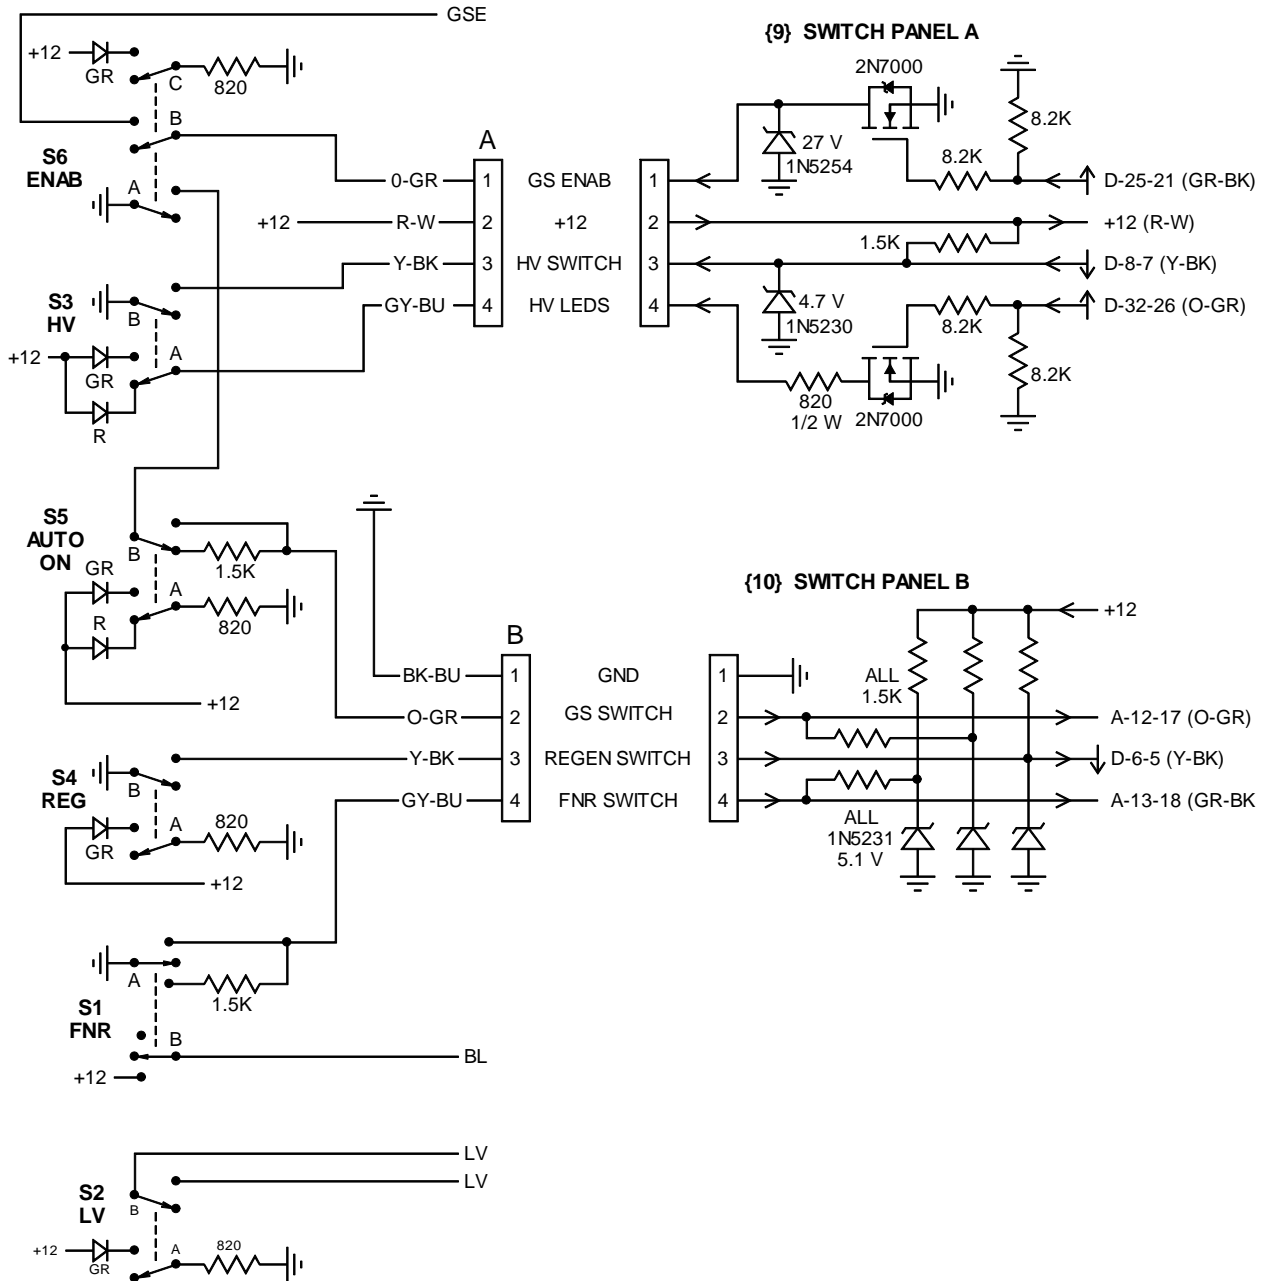 GSE
+12
GR
C
820
B
S6
ENAB
A
S3
HV
B
+12
A
GR
R
A
0-GR
1
GS ENAB
+12
R-W
2
+12
Y-BK
3
HV SWITCH
GY-BU
4
HV LEDS
{9} SWITCH PANEL A
2N7000
27 V
1N5254
8.2K
8.2K
1
D-25-21 (GR-BK)
2
+12 (R-W)
1.5K
3
D-8-7 (Y-BK)
4
4.7 V
1N5230
8.2K
D-32-26 (O-GR)
8.2K
820
1/2 W
2N7000
S5
AUTO
ON
B
1.5K
GR
A
R
820
+12
B
BK-BU
1
GND
O-GR
2
GS SWITCH
Y-BK
3
REGEN SWITCH
GY-BU
4
FNR SWITCH
{10} SWITCH PANEL B
+12
ALL
1.5K
1
2
A-12-17 (O-GR)
3
D-6-5 (Y-BK)
4
A-13-18 (GR-BK
ALL
1N5231
5.1 V
S4
REG
B
A
820
GR
+12
A
1.5K
S1
FNR
B
BL
+12
LV
LV
S2
LV
B
+12
GR
A
820